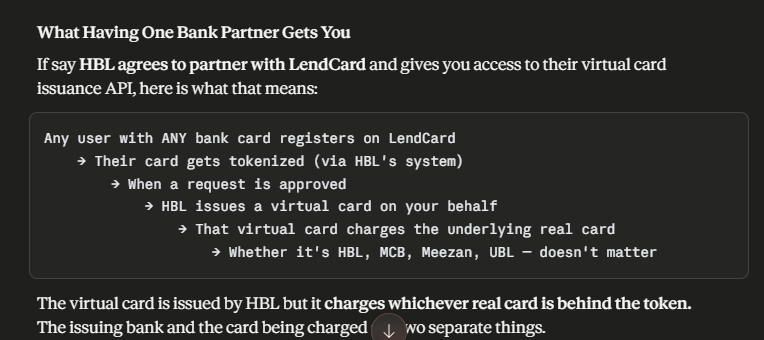 What Having One Bank Partner Gets You
If say HBL agrees to partner with LendCard and gives you access to their virtual card
issuance API, here is what that means:
Any user with ANY bank card registers on LendCard
→ Their card gets tokenized (via HBL's system)
→ When a request is approved
→ HBL issues a virtual card on your behalf
→ That virtual card charges the underlying real card
→ Whether it's HBL, MCB, Meezan, UBL — doesn't matter
The virtual card is issued by HBL but it charges whichever real card is behind the token.
The issuing bank and the card being charged wo separate things.